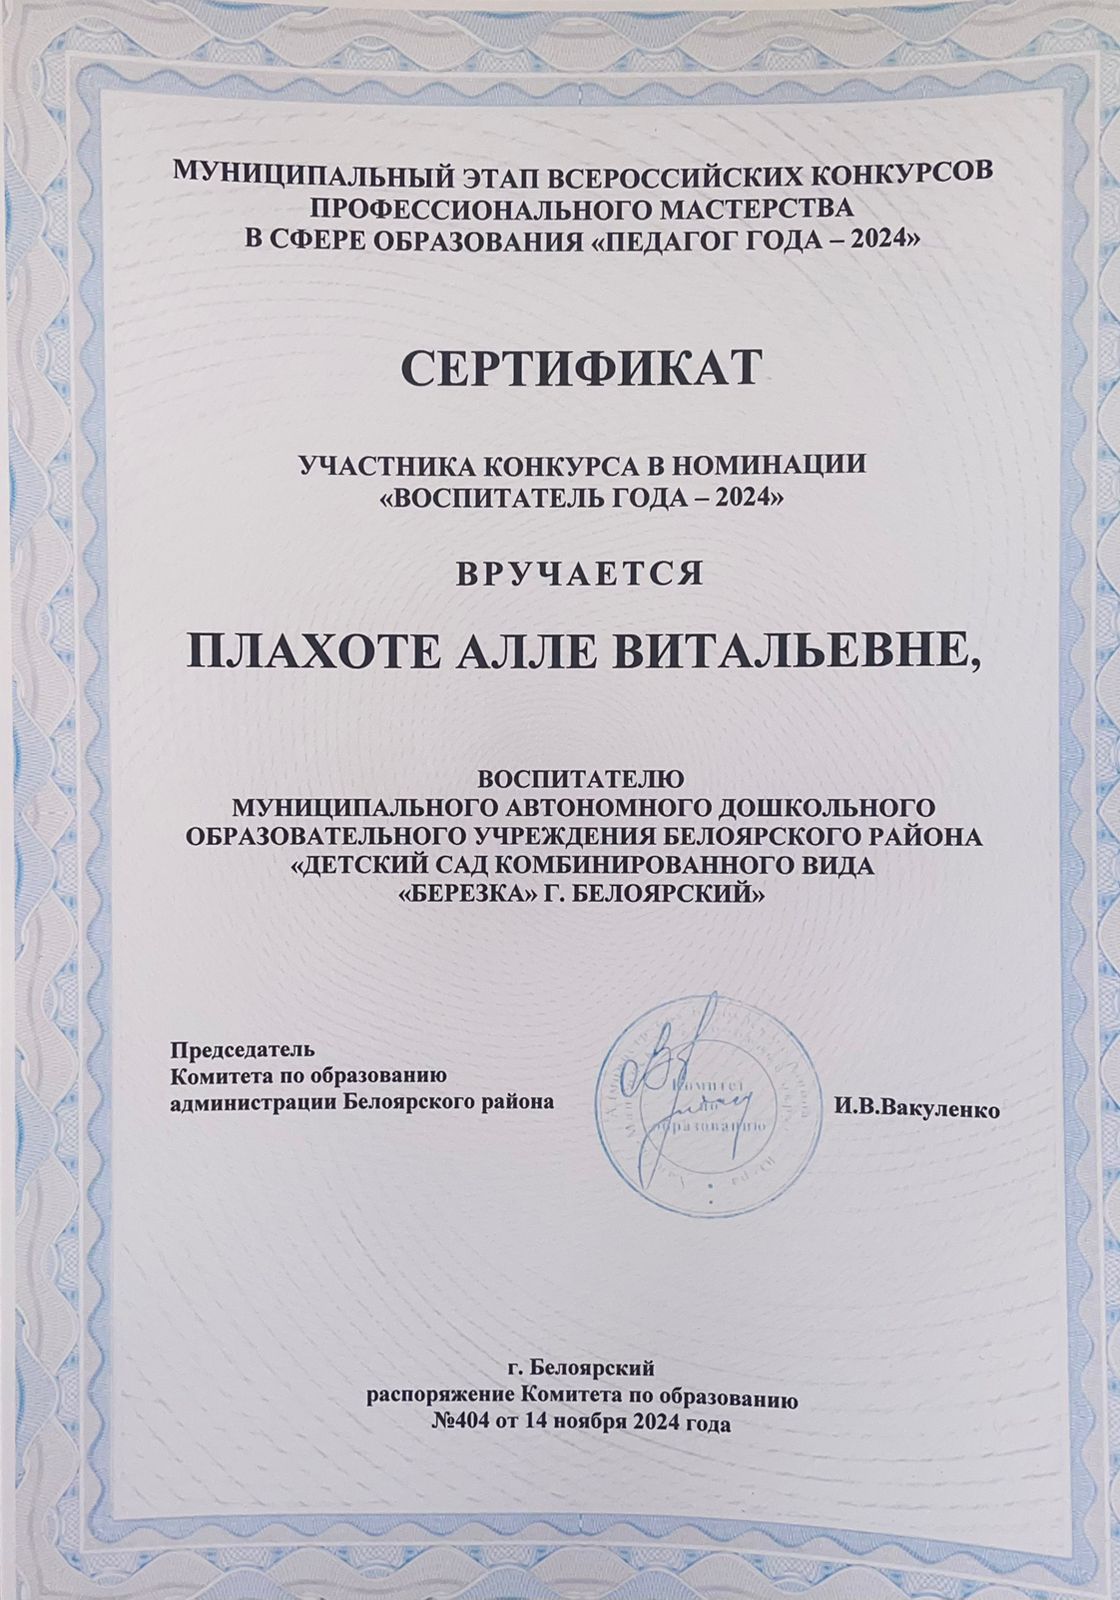 МУНИЦИПАЛЬНЫЙ ЭТАП ВСЕРОССИЙСКИХ КОНКУРСОВ
ПРОФЕССИОНАЛЬНОГО МАСТЕРСТВА
В СФЕРЕ ОБРАЗОВАНИЯ «ПЕДАГОГ ГОДА – 2024»
СЕРТИФИКАТ
УЧАСТНИКА КОНКУРСА В НОМИНАЦИИ
«ВОСПИТАТЕЛЬ ГОДА – 2024»
ВРУЧАЕТСЯ
ПЛАХОТЕ АЛЛЕ ВИТАЛЬЕВНЕ,
ВОСПИТАТЕЛЮ
МУНИЦИПАЛЬНОГО АВТОНОМНОГО ДОШКОЛЬНОГО
ОБРАЗОВАТЕЛЬНОГО УЧРЕЖДЕНИЯ БЕЛОЯРСКОГО РАЙОНА
«ДЕТСКИЙ САД КОМБИНИРОВАННОГО ВИДА
«БЕРЕЗКА» Г. БЕЛОЯРСКИЙ»
Председатель
Комитета по образованию
администрации Белоярского района
Комитет
по
образованию
И.В.Вакуленко
г. Белоярский
распоряжение Комитета по образованию
№404 от 14 ноября 2024 года